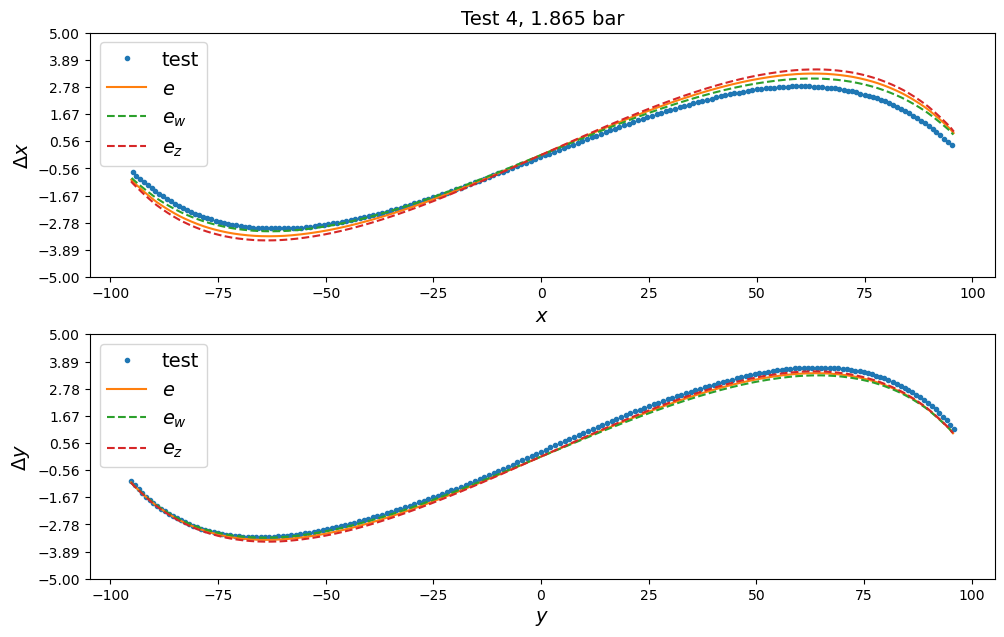 Test 4, 1.865 bar
5.00
3.89
2.78
1.67
0.56
−0.56
−1.67
−2.78
−3.89
−5.00
Δx
test
e
e_w
e_z
−100 −75 −50 −25 0 25 50 75 100
x
5.00
3.89
2.78
1.67
0.56
−0.56
−1.67
−2.78
−3.89
−5.00
Δy
test
e
e_w
e_z
−100 −75 −50 −25 0 25 50 75 100
y